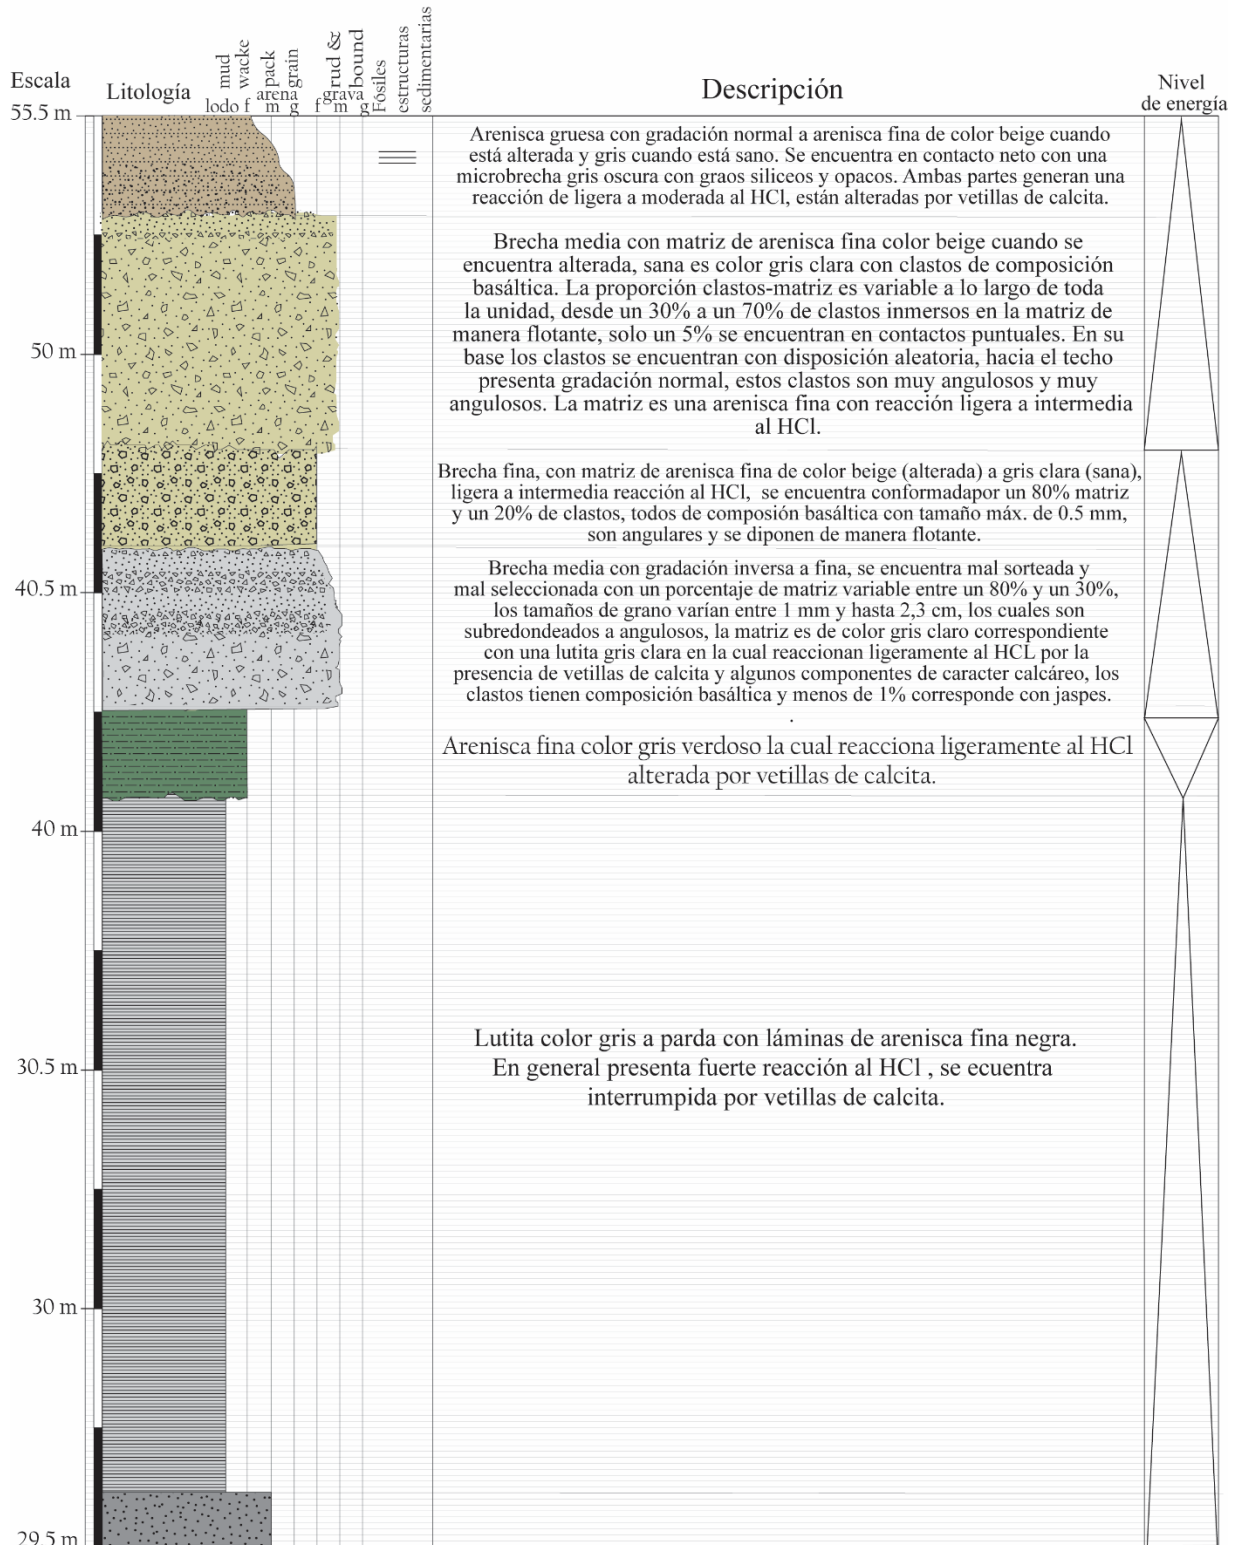 Escala
Litología
lodo
mud
wacke
f
arena
m
pack
g
grain
f
grava
m
rud &
g
bound
Fósiles
estructuras
sedimentarias
Descripción
Nivel
de energía
55.5 m
Arenisca gruesa con gradación normal a arenisca fina de color beige cuando
está alterada y gris cuando está sano. Se encuentra en contacto neto con una
microbrecha gris oscura con graos siliceos y opacos. Ambas partes generan una
reacción de ligera a moderada al HCl, están alteradas por vetillas de calcita.
Brecha media con matriz de arenisca fina color beige cuando se
encuentra alterada, sana es color gris clara con clastos de composición
basáltica. La proporción clastos-matriz es variable a lo largo de toda
la unidad, desde un 30% a un 70% de clastos inmersos en la matriz de
manera flotante, solo un 5% se encuentran en contactos puntuales. En su
base los clastos se encuentran con disposición aleatoria, hacia el techo
presenta gradación normal, estos clastos son muy angulosos y muy
angulosos. La matriz es una arenisca fina con reacción ligera a intermedia
al HCl.
50 m
Brecha fina, con matriz de arenisca fina de color beige (alterada) a gris clara (sana),
ligera a intermedia reacción al HCl, se encuentra conformadapor un 80% matriz
y un 20% de clastos, todos de composión basáltica con tamaño máx. de 0.5 mm,
son angulares y se diponen de manera flotante.
40.5 m
Brecha media con gradación inversa a fina, se encuentra mal sorteada y
mal seleccionada con un porcentaje de matriz variable entre un 80% y un 30%,
los tamaños de grano varían entre 1 mm y hasta 2,3 cm, los cuales son
subredondeados a angulosos, la matriz es de color gris claro correspondiente
con una lutita gris clara en la cual reaccionan ligeramente al HCL por la
presencia de vetillas de calcita y algunos componentes de caracter calcáreo, los
clastos tienen composición basáltica y menos de 1% corresponde con jaspes.
.
Arenisca fina color gris verdoso la cual reacciona ligeramente al HCl
alterada por vetillas de calcita.
40 m
Lutita color gris a parda con láminas de arenisca fina negra.
En general presenta fuerte reacción al HCl , se ecuentra
interrumpida por vetillas de calcita.
30.5 m
30 m
29.5 m